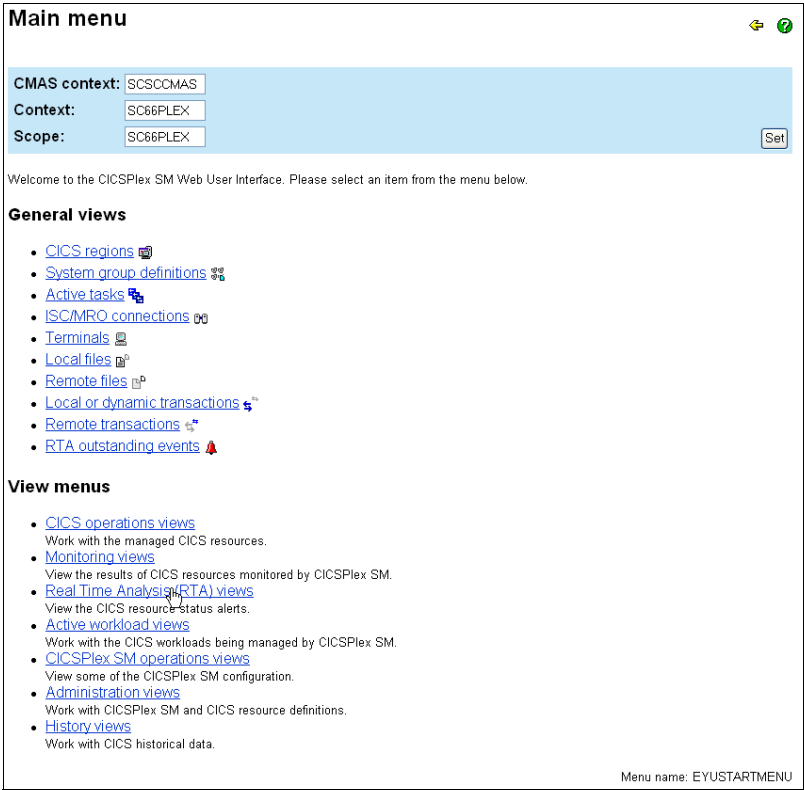 Main menu
CMAS context: SCSCCMAS
Context: SC66PLEX
Scope: SC66PLEX
Set
Welcome to the CICSPlex SM Web User Interface. Please select an item from the menu below.
General views
CICS regions
System group definitions
Active tasks
ISC/MRO connections
Terminals
Local files
Remote files
Local or dynamic transactions
Remote transactions
RTA outstanding events
View menus
CICS operations views
Work with the managed CICS resources.
Monitoring views
View the results of CICS resources monitored by CICSPlex SM.
Real Time Analysis (RTA) views
View the CICS resource status alerts.
Active workload views
Work with the CICS workloads being managed by CICSPlex SM.
CICSPlex SM operations views
View some of the CICSPlex SM configuration.
Administration views
Work with CICSPlex SM and CICS resource definitions.
History views
Work with CICS historical data.
Menu name: EYUSTARTMENU